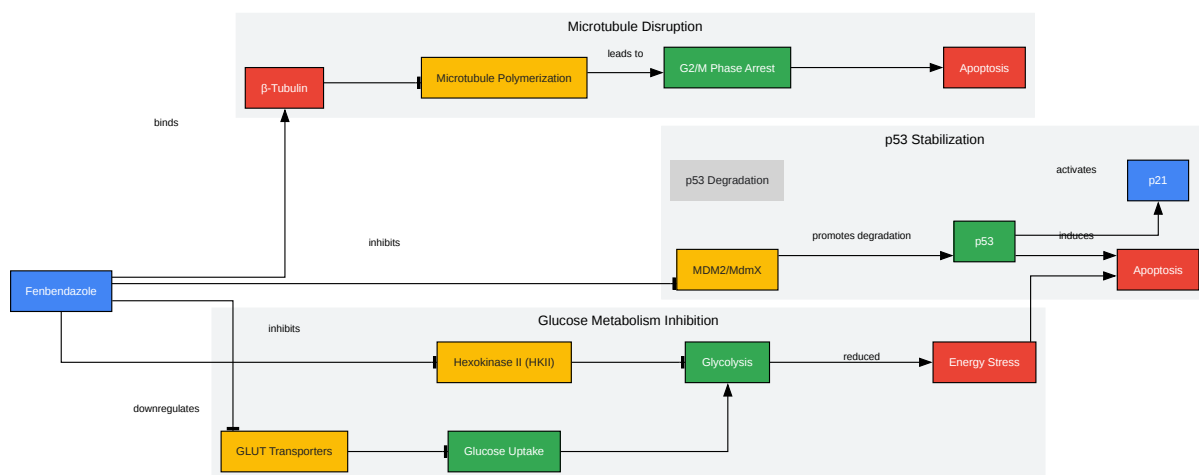 Microtubule Disruption
β-Tubulin
Microtubule Polymerization
leads to
G2/M Phase Arrest
Apoptosis
binds
p53 Stabilization
p53 Degradation
activates
p21
inhibits
MDM2/MdmX
promotes degradation
p53
induces
Apoptosis
Fenbendazole
Glucose Metabolism Inhibition
inhibits
Hexokinase II (HKII)
Glycolysis
reduced
Energy Stress
downregulates
GLUT Transporters
Glucose Uptake